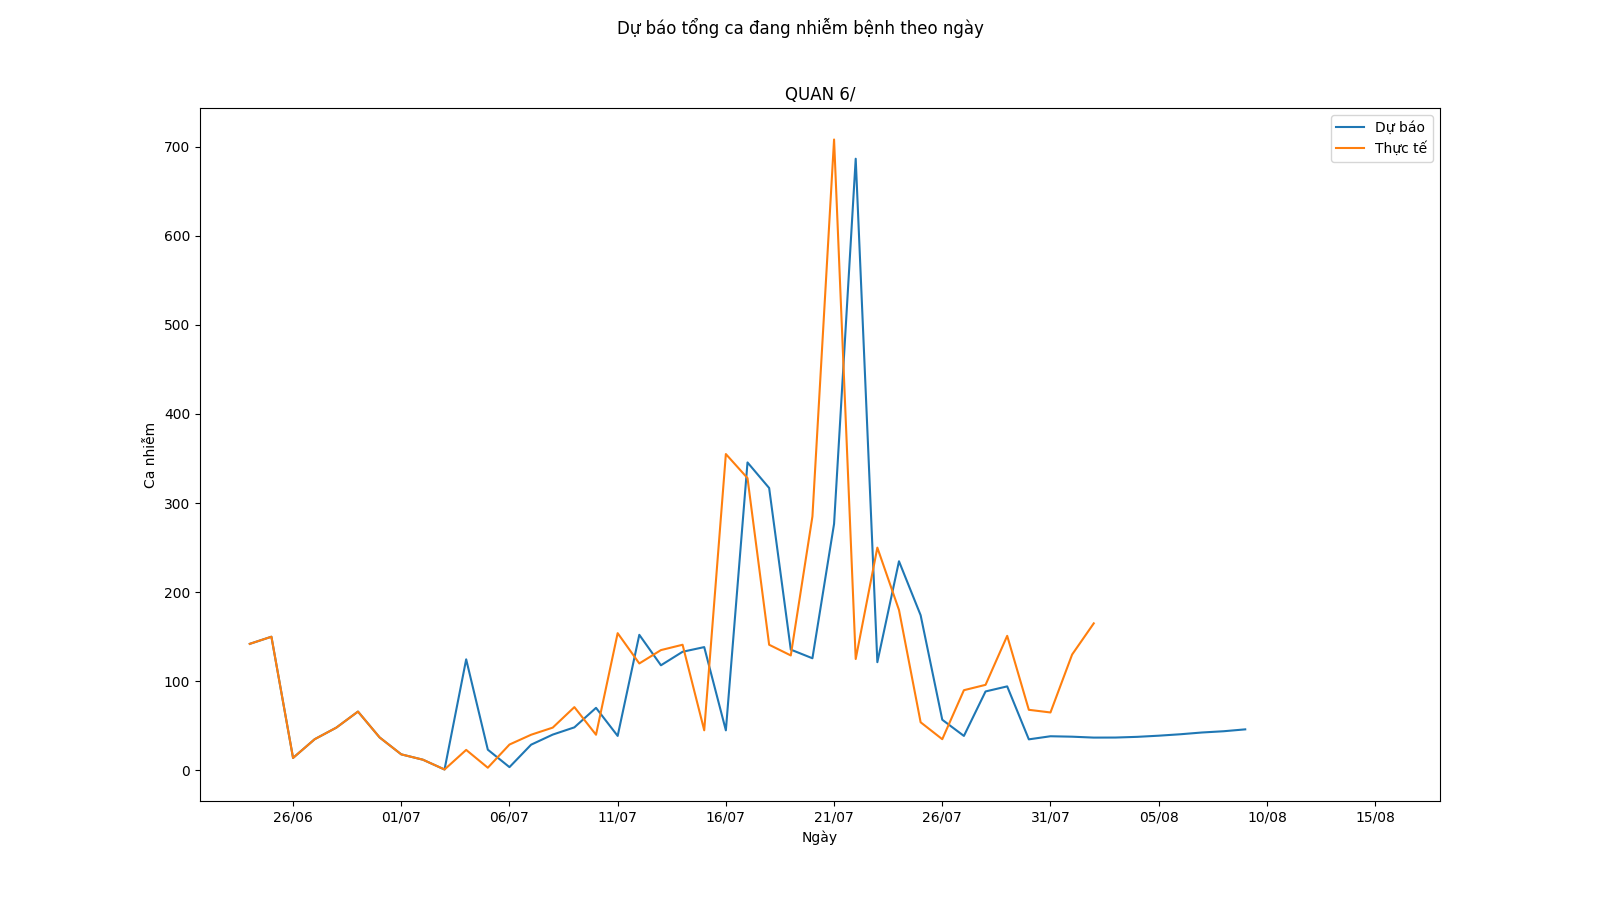 Dự báo tổng ca đang nhiễm bệnh theo ngày
QUAN 6/
Dự báo
Thực tế
700
600
500
400
300
200
100
0
Ca nhiễm
26/06 01/07 06/07 11/07 16/07 21/07 26/07 31/07 05/08 10/08 15/08
Ngày